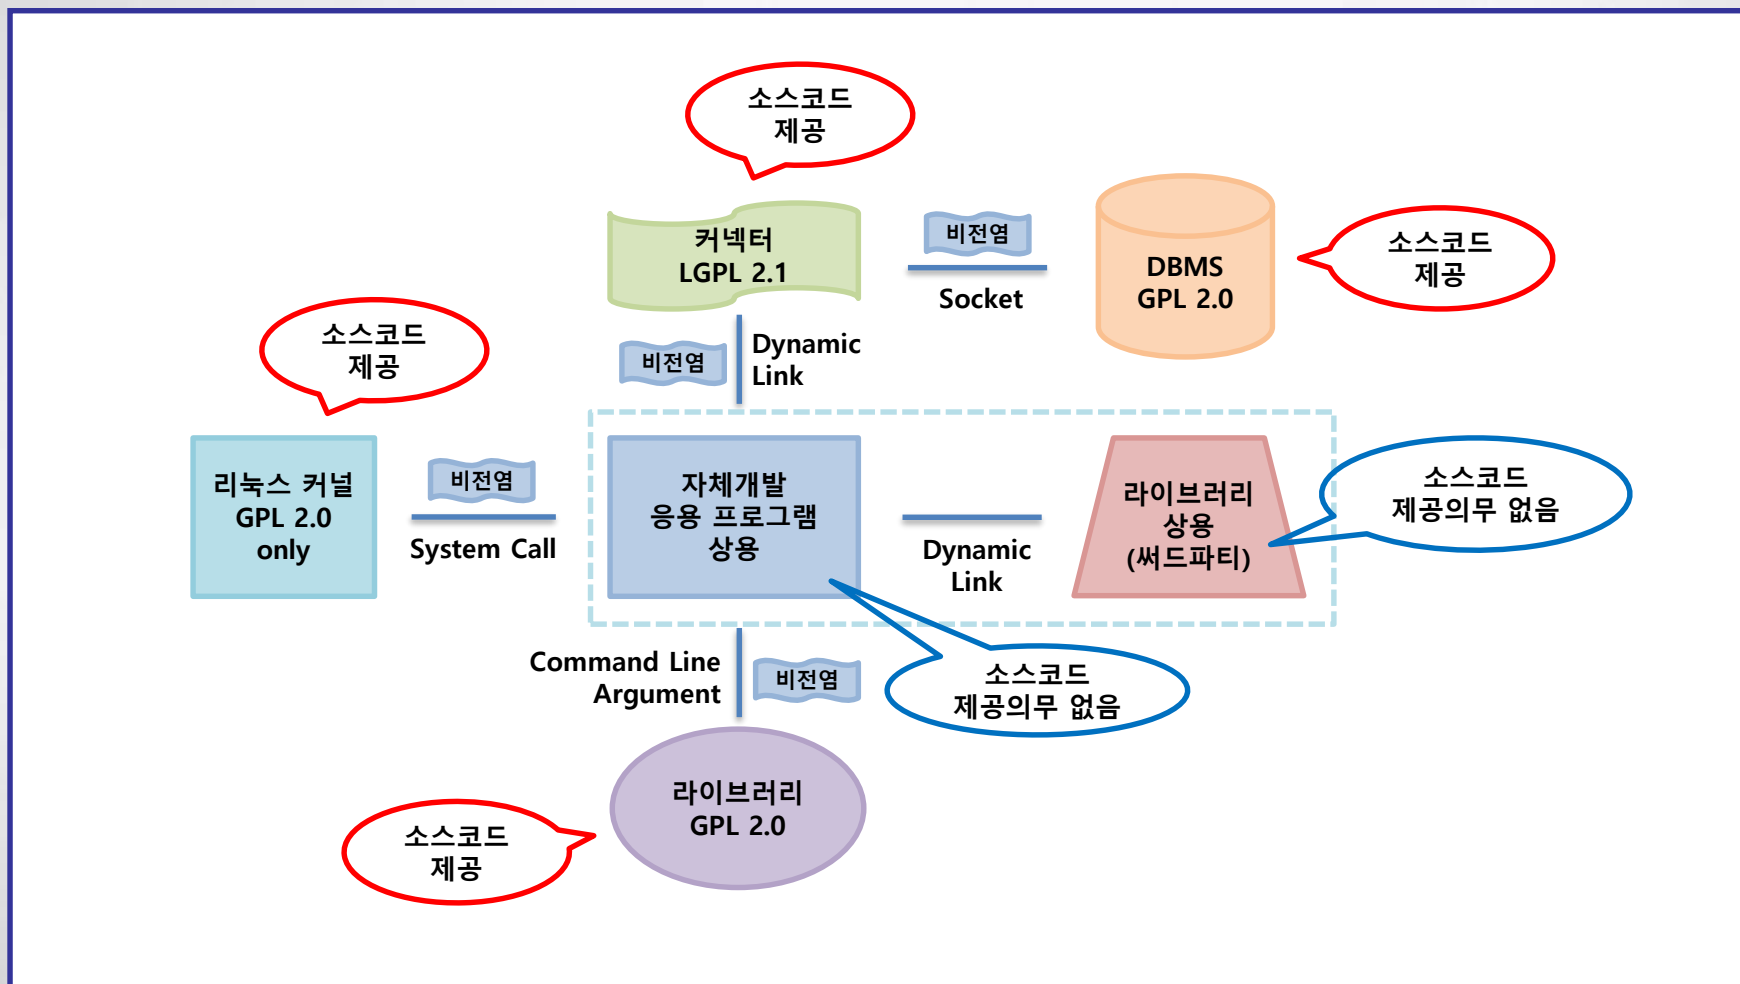 소스코드
제공
커넥터
LGPL 2.1
비전염
Socket
DBMS
GPL 2.0
소스코드
제공
소스코드
제공
비전염
Dynamic
Link
리눅스 커널
GPL 2.0
only
비전염
System Call
자체개발
응용 프로그램
상용
Dynamic
Link
라이브러리
상용
(써드파티)
소스코드
제공의무 없음
Command Line
Argument
비전염
소스코드
제공의무 없음
라이브러리
GPL 2.0
소스코드
제공